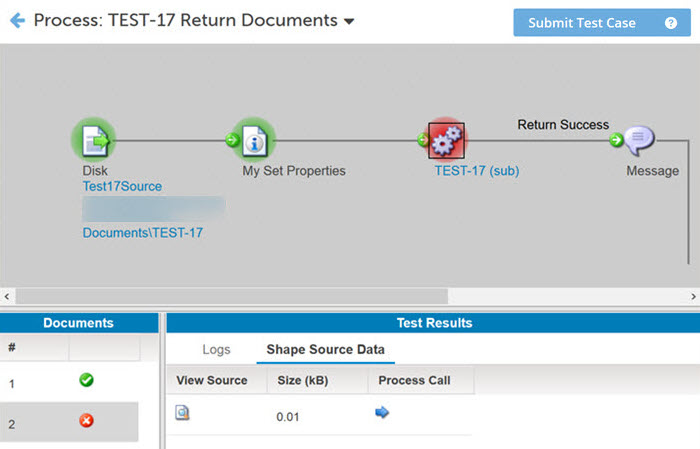 Process: TEST-17 Return Documents
Submit Test Case ?
Return Success
Disk
Test17Source
Documents\TEST-17
My Set Properties
TEST-17 (sub)
Message
Documents
#
1
2
Test Results
Logs Shape Source Data
View Source Size (kB) Process Call
0.01